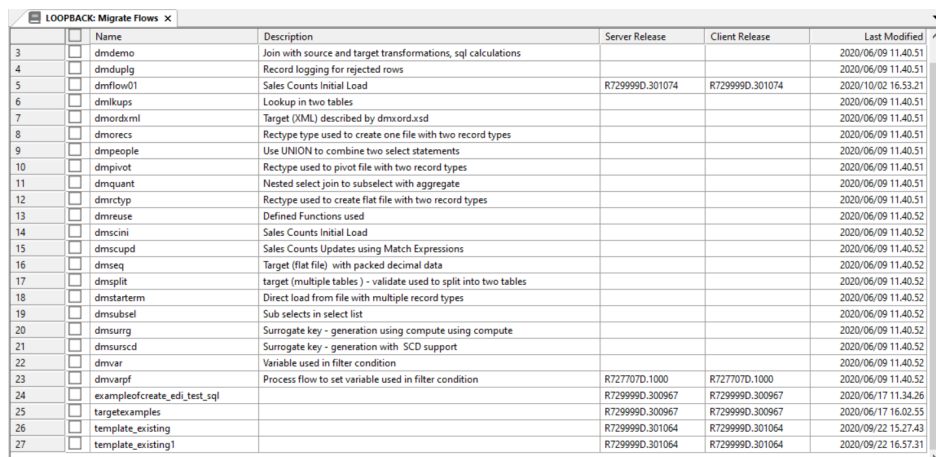 LOOPBACK: Migrate Flows ×
Name Description Server Release Client Release Last Modified
3 dmdemo Join with source and target transformations, sql calculations 2020/06/09 11.40.51
4 dmduplg Record logging for rejected rows 2020/06/09 11.40.51
5 dmflow01 Sales Counts Initial Load R729999D.301074 R729999D.301074 2020/10/02 16.53.21
6 dmlkups Lookup in two tables 2020/06/09 11.40.51
7 dmordxml Target (XML) described by dmxord.xsd 2020/06/09 11.40.51
8 dmorecs Rectype type used to create one file with two record types 2020/06/09 11.40.51
9 dmpeople Use UNION to combine two select statements 2020/06/09 11.40.51
10 dmpivot Rectype used to pivot file with two record types 2020/06/09 11.40.51
11 dmquant Nested select join to subselect with aggregate 2020/06/09 11.40.51
12 dmrctyp Rectype used to create flat file with two record types 2020/06/09 11.40.51
13 dmreuse Defined Functions used 2020/06/09 11.40.52
14 dmscini Sales Counts Initial Load 2020/06/09 11.40.52
15 dmscupd Sales Counts Updates using Match Expressions 2020/06/09 11.40.52
16 dmseq Target (flat file) with packed decimal data 2020/06/09 11.40.52
17 dmsplit target (multiple tables ) - validate used to split into two tables 2020/06/09 11.40.52
18 dmstarterm Direct load from file with multiple record types 2020/06/09 11.40.52
19 dmsubsel Sub selects in select list 2020/06/09 11.40.52
20 dmsurrg Surrogate key - generation using compute using compute 2020/06/09 11.40.52
21 dmsurscd Surrogate key - generation with SCD support 2020/06/09 11.40.52
22 dmvar Variable used in filter condition 2020/06/09 11.40.52
23 dmvarpf Process flow to set variable used in filter condition R727707D.1000 R727707D.1000 2020/06/09 11.40.52
24 exampleofcreate_edi_test_sql R729999D.300967 R729999D.300967 2020/06/17 11.34.26
25 targetexamples R729999D.300967 R729999D.300967 2020/06/17 16.02.55
26 template_existing R729999D.301064 R729999D.301064 2020/09/22 15.27.43
27 template_existing1 R729999D.301064 R729999D.301064 2020/09/22 16.57.31